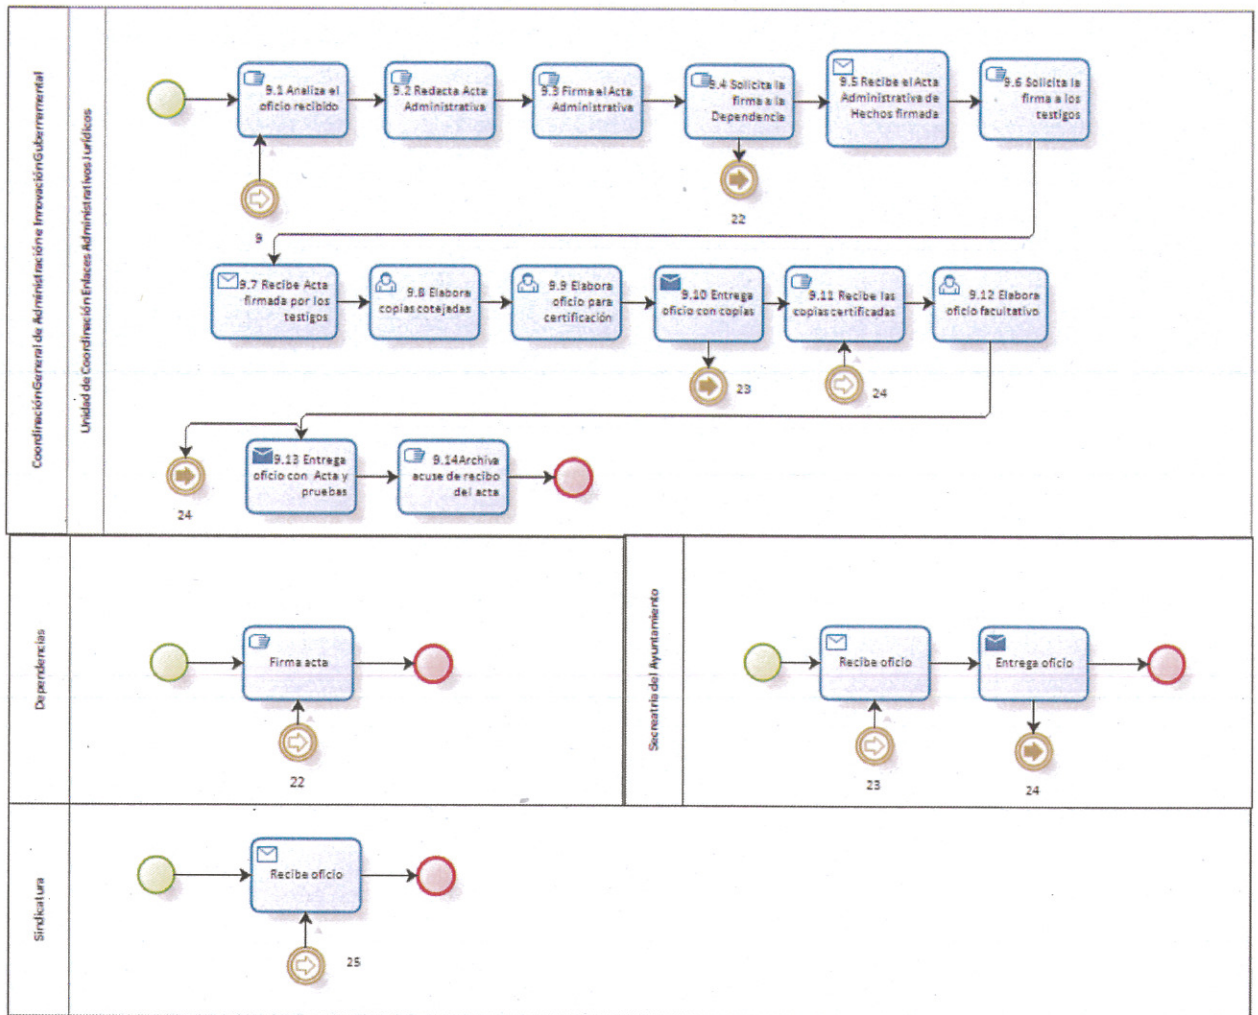 Coordinación General de Administración e Innovación Gubernamental
Unidad de Coordinación Enlaces Administrativos Jurídicos
9.1 Analiza el
oficio recibido
9.2 Redacta Acta
Administrativa
9.3 Firma el Acta
Administrativa
9.4 Solicita la
firma a la
Dependencia
9.5 Recibe el Acta
Administrativa de
Hechos firmada
9.6 Solicita la
firma a los
testigos
9
22
9.7 Recibe Acta
firmada por los
testigos
9.8 Elabora
copias cotejadas
9.9 Elabora
oficio para
certificación
9.10 Entrega
oficio con copias
9.11 Recibe las
copias certificadas
9.12 Elabora
oficio facultativo
23
24
24
9.13 Entrega
oficio con Acta y
pruebas
9.14Archiva
acuse de recibo
del acta
Dependencias
Firma acta
22
Secreatria del Ayuntamiento
Recibe oficio
Entrega oficio
23
24
Sindicatura
Recibe oficio
25